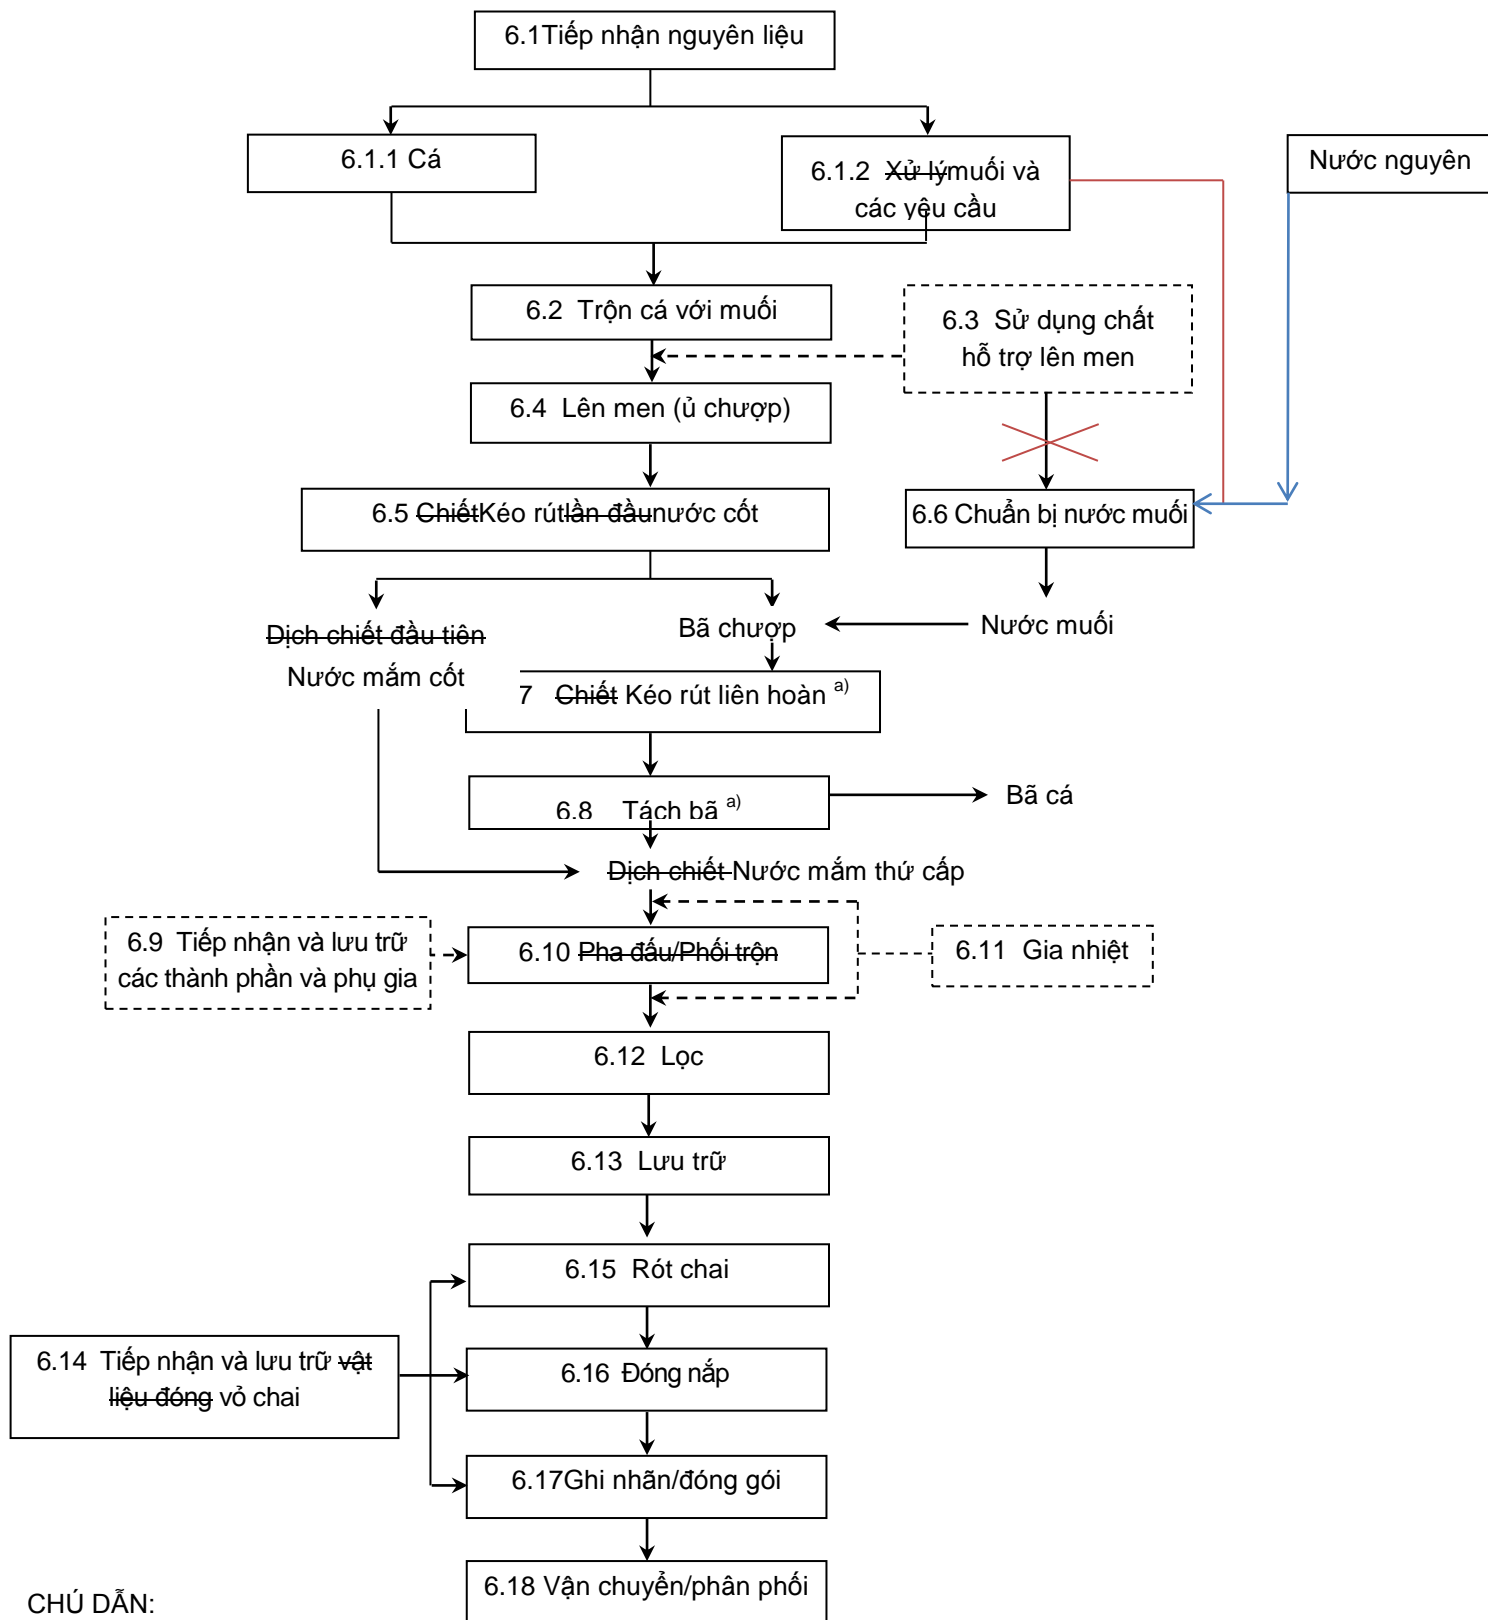 6.1Tiếp nhận nguyên liệu
6.1.1 Cá
6.1.2 Xử lýmuối và
các yêu cầu
Nước nguyên
6.2 Trộn cá với muối
6.3 Sử dụng chất
hỗ trợ lên men
6.4 Lên men (ủ chượp)
6.5 ChiếtKéo rútlần đầunước cốt
6.6 Chuẩn bị nước muối
Dịch chiết đầu tiên
Nước mắm cốt
Bã chượp
Nước muối
7 Chiết Kéo rút liên hoàn a)
6.8 Tách bã a)
Bã cá
Dịch chiết Nước mắm thứ cấp
6.9 Tiếp nhận và lưu trữ
các thành phần và phụ gia
6.10 Pha đấu/Phối trộn
6.11 Gia nhiệt
6.12 Lọc
6.13 Lưu trữ
6.15 Rót chai
6.14 Tiếp nhận và lưu trữ vật
liệu đóng vỏ chai
6.16 Đóng nắp
6.17Ghi nhãn/đóng gói
6.18 Vận chuyển/phân phối
CHÚ DẪN: